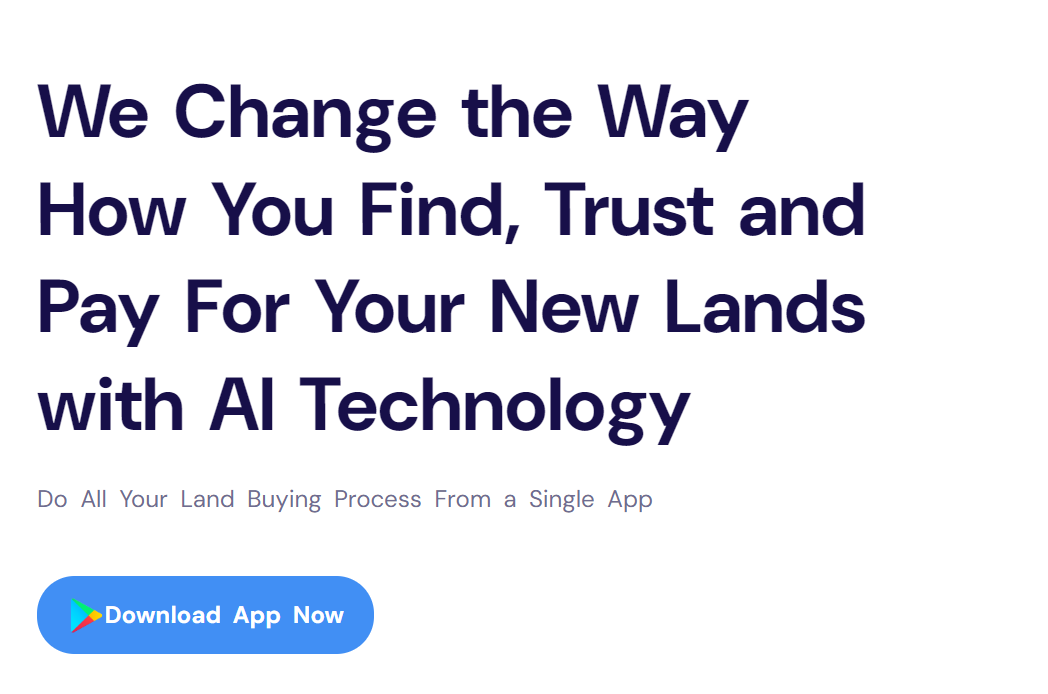 We Change the Way
How You Find, Trust and
Pay For Your New Lands
with AI Technology
Do All Your Land Buying Process From a Single App
Download App Now